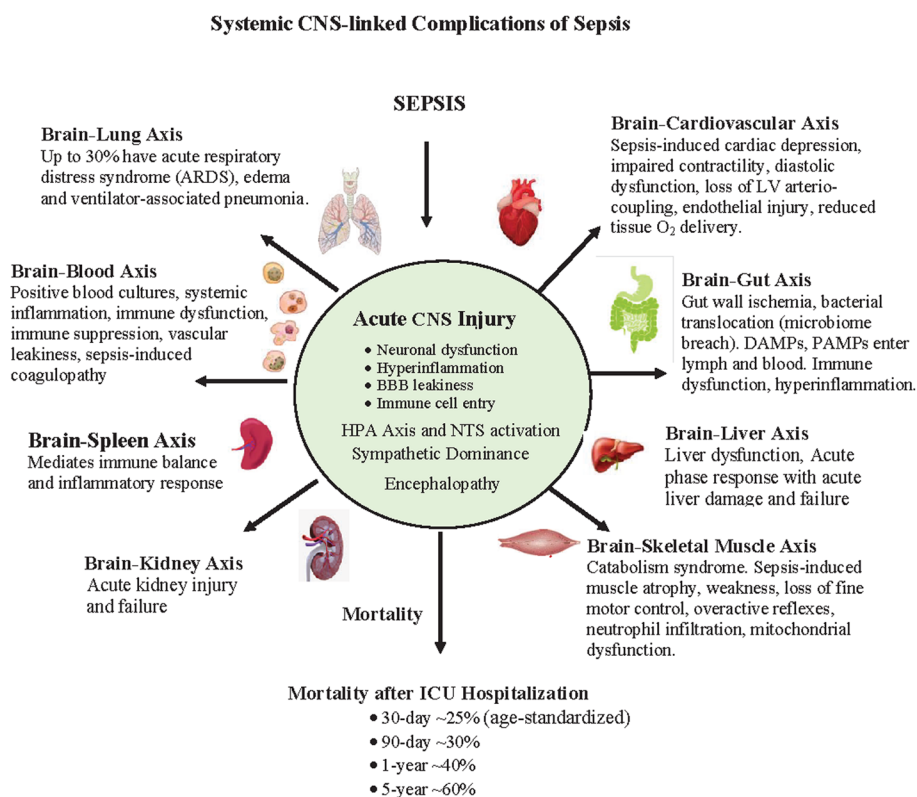 Systemic CNS-linked Complications of Sepsis
SEPSIS
Brain-Lung Axis
Up to 30% have acute respiratory
distress syndrome (ARDS), edema
and ventilator-associated pneumonia.
Brain-Cardiovascular Axis
Sepsis-induced cardiac depression,
impaired contractility, diastolic
dysfunction, loss of LV arterio-
coupling, endothelial injury, reduced
tissue O₂ delivery.
Brain-Blood Axis
Positive blood cultures, systemic
inflammation, immune dysfunction,
immune suppression, vascular
leakiness, sepsis-induced
coagulopathy
Brain-Gut Axis
Gut wall ischemia, bacterial
translocation (microbiome
breach). DAMPs, PAMPs enter
lymph and blood. Immune
dysfunction, hyperinflammation.
Acute CNS Injury
• Neuronal dysfunction
• Hyperinflammation
• BBB leakiness
• Immune cell entry
HPA Axis and NTS activation
Sympathetic Dominance
Encephalopathy
Brain-Spleen Axis
Mediates immune balance
and inflammatory response
Brain-Liver Axis
Liver dysfunction, Acute
phase response with acute
liver damage and failure
Brain-Kidney Axis
Acute kidney injury
and failure
Brain-Skeletal Muscle Axis
Catabolism syndrome. Sepsis-induced
muscle atrophy, weakness, loss of fine
motor control, overactive reflexes,
neutrophil infiltration, mitochondrial
dysfunction.
Mortality
Mortality after ICU Hospitalization
• 30-day ~25% (age-standardized)
• 90-day ~30%
• 1-year ~40%
• 5-year ~60%